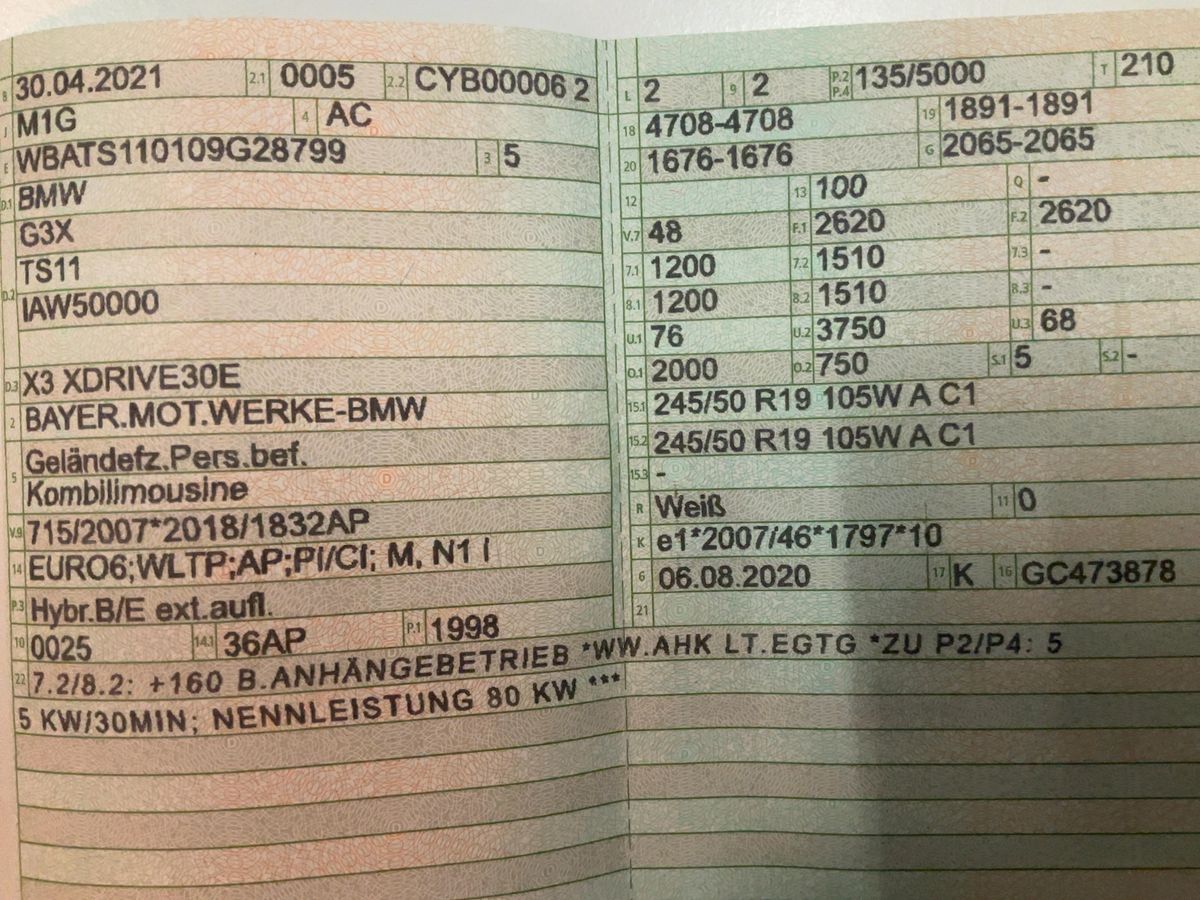 B 30.04.2021 2.1 0005 2.2 CYB00006 2
J M1G 4 AC
E WBATS110109G28799 3 5
D.1 BMW
G3X
TS11
D.2 IAW50000
D.3 X3 XDRIVE30E
2 BAYER.MOT.WERKE-BMW
5 Geländefz.Pers.bef.
Kombilimousine
V.9 715/2007*2018/1832AP
14 EURO6;WLTP;AP;PI/CI; M, N1 I
P.3 Hybr.B/E ext.aufl.
10 0025 14.1 36AP P.1 1998
L 2 9 2 P.2 P.4 135/5000 T 210
18 4708-4708 19 1891-1891
20 1676-1676 G 2065-2065
12 13 100 Q -
V.7 48 F.1 2620 F.2 2620
7.1 1200 7.2 1510 7.3 -
8.1 1200 8.2 1510 8.3 -
U.1 76 U.2 3750 U.3 68
O.1 2000 O.2 750 S.1 5 S.2 -
15.1 245/50 R19 105W A C1
15.2 245/50 R19 105W A C1
15.3 -
R Weiß 11 0
K e1*2007/46*1797*10
6 06.08.2020 17 K 16 GC473878
21
22 7.2/8.2: +160 B.ANHÄNGEBETRIEB *WW.AHK LT.EGTG *ZU P2/P4: 5
5 KW/30MIN; NENNLEISTUNG 80 KW ***